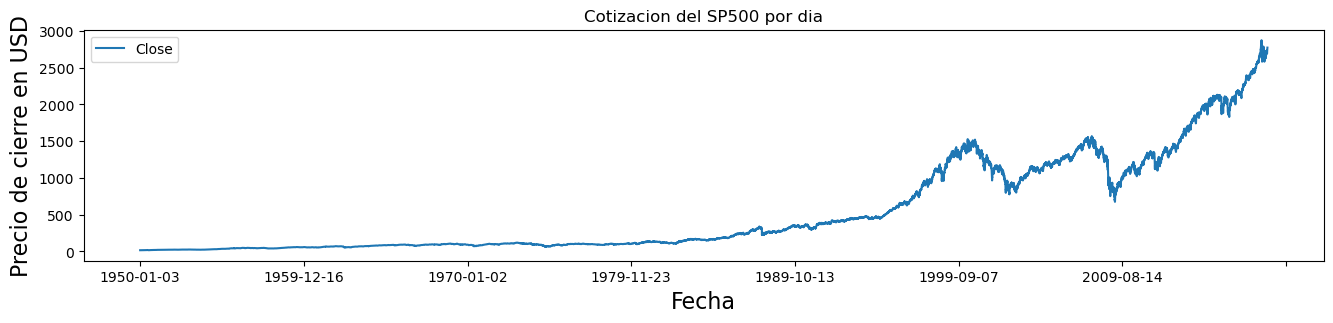 Cotizacion del SP500 por dia
Close
Precio de cierre en USD
3000
2500
2000
1500
1000
500
0
1950-01-03 1959-12-16 1970-01-02 1979-11-23 1989-10-13 1999-09-07 2009-08-14
Fecha